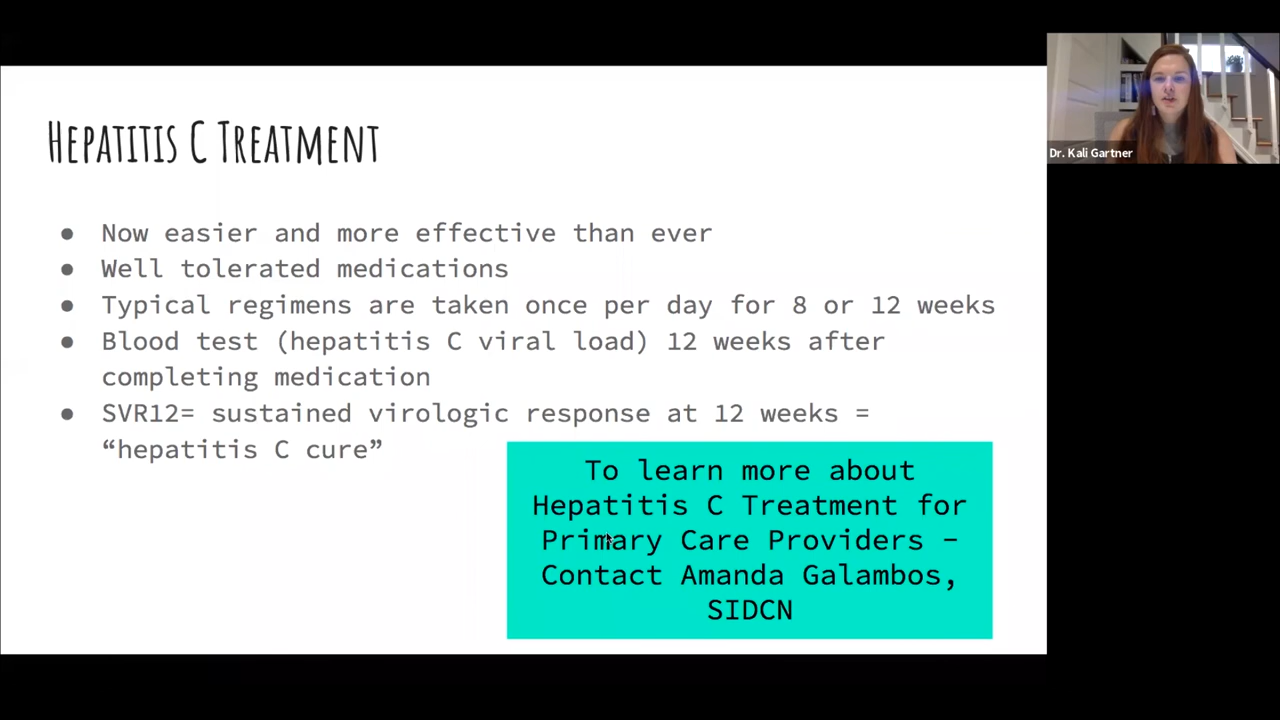 Hepatitis C Treatment
● Now easier and more effective than ever
● Well tolerated medications
● Typical regimens are taken once per day for 8 or 12 weeks
● Blood test (hepatitis C viral load) 12 weeks after
completing medication
● SVR12= sustained virologic response at 12 weeks =
“hepatitis C cure”
To learn more about
Hepatitis C Treatment for
Primary Care Providers -
Contact Amanda Galambos,
SIDCN
Dr. Kali Gartner